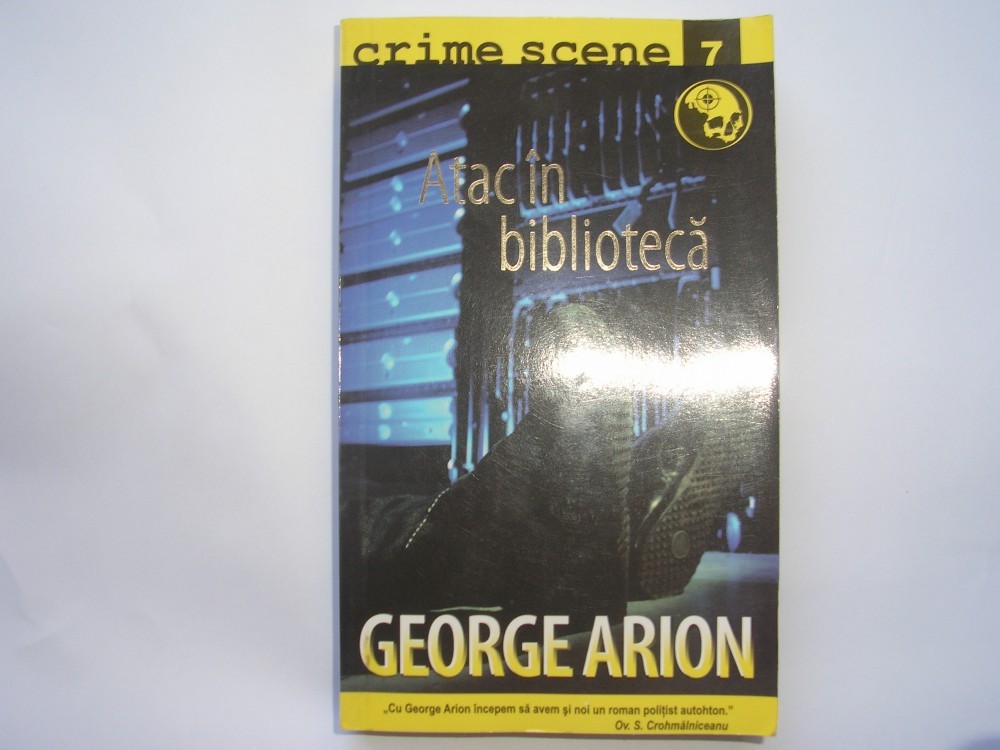 crime scene 7
Atac în
bibliotecă
GEORGE ARION
„Cu George Arion începem să avem și noi un roman polițist autohton.”
Ov. S. Crohmălniceanu